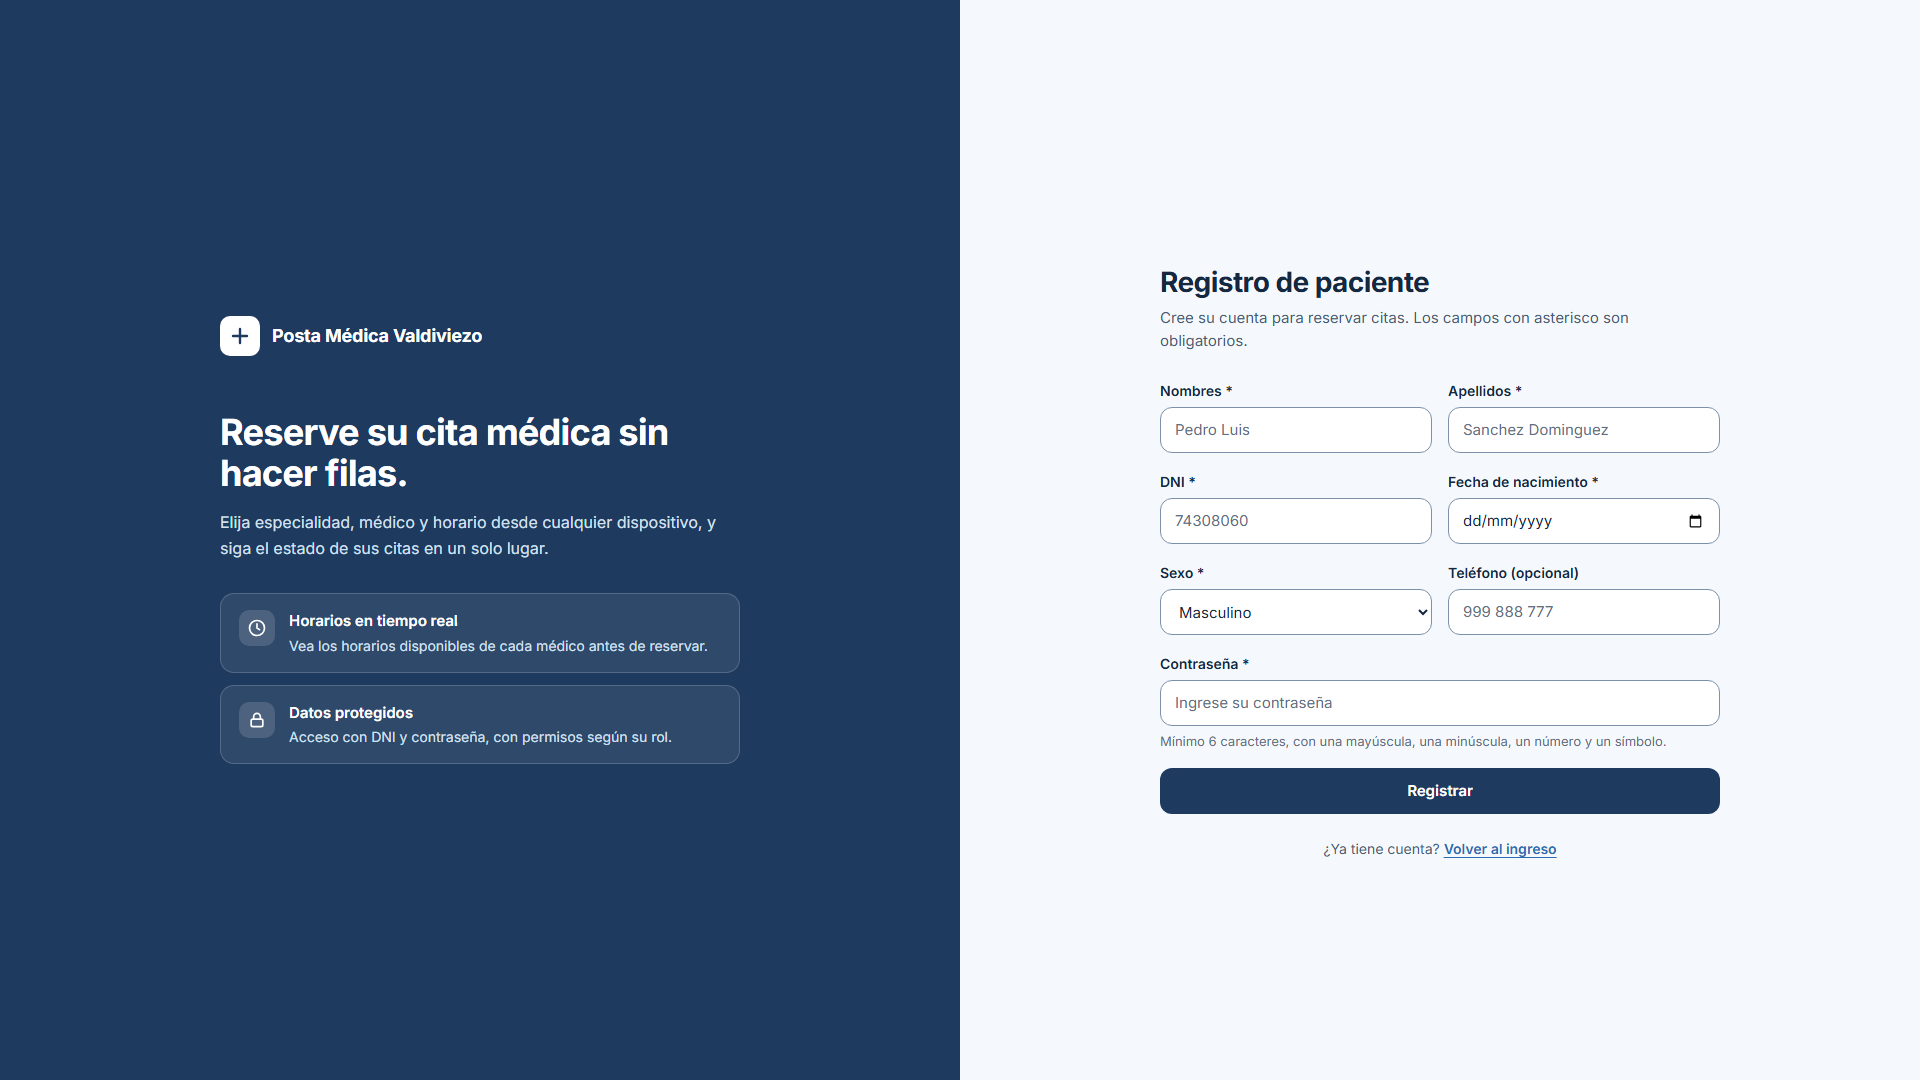 Posta Médica Valdiviezo
Reserve su cita médica sin
hacer filas.
Elija especialidad, médico y horario desde cualquier dispositivo, y
siga el estado de sus citas en un solo lugar.
Horarios en tiempo real
Vea los horarios disponibles de cada médico antes de reservar.
Datos protegidos
Acceso con DNI y contraseña, con permisos según su rol.
Registro de paciente
Cree su cuenta para reservar citas. Los campos con asterisco son
obligatorios.
Nombres *
Apellidos *
Pedro Luis
Sanchez Dominguez
DNI *
Fecha de nacimiento *
74308060
dd/mm/yyyy
Sexo *
Teléfono (opcional)
Masculino
999 888 777
Contraseña *
Ingrese su contraseña
Mínimo 6 caracteres, con una mayúscula, una minúscula, un número y un símbolo.
Registrar
¿Ya tiene cuenta? Volver al ingreso